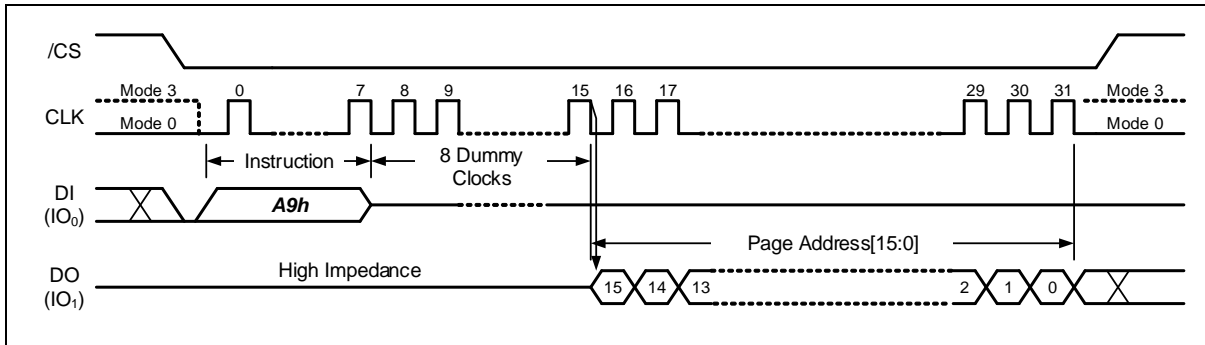 /CS
Mode 3 0 7 8 9 15 16 17 29 30 31 Mode 3
CLK
Mode 0 Mode 0
Instruction 8 Dummy
Clocks
DI
(IO0)
A9h
Page Address[15:0]
DO
(IO1)
High Impedance
15 14 13 2 1 0